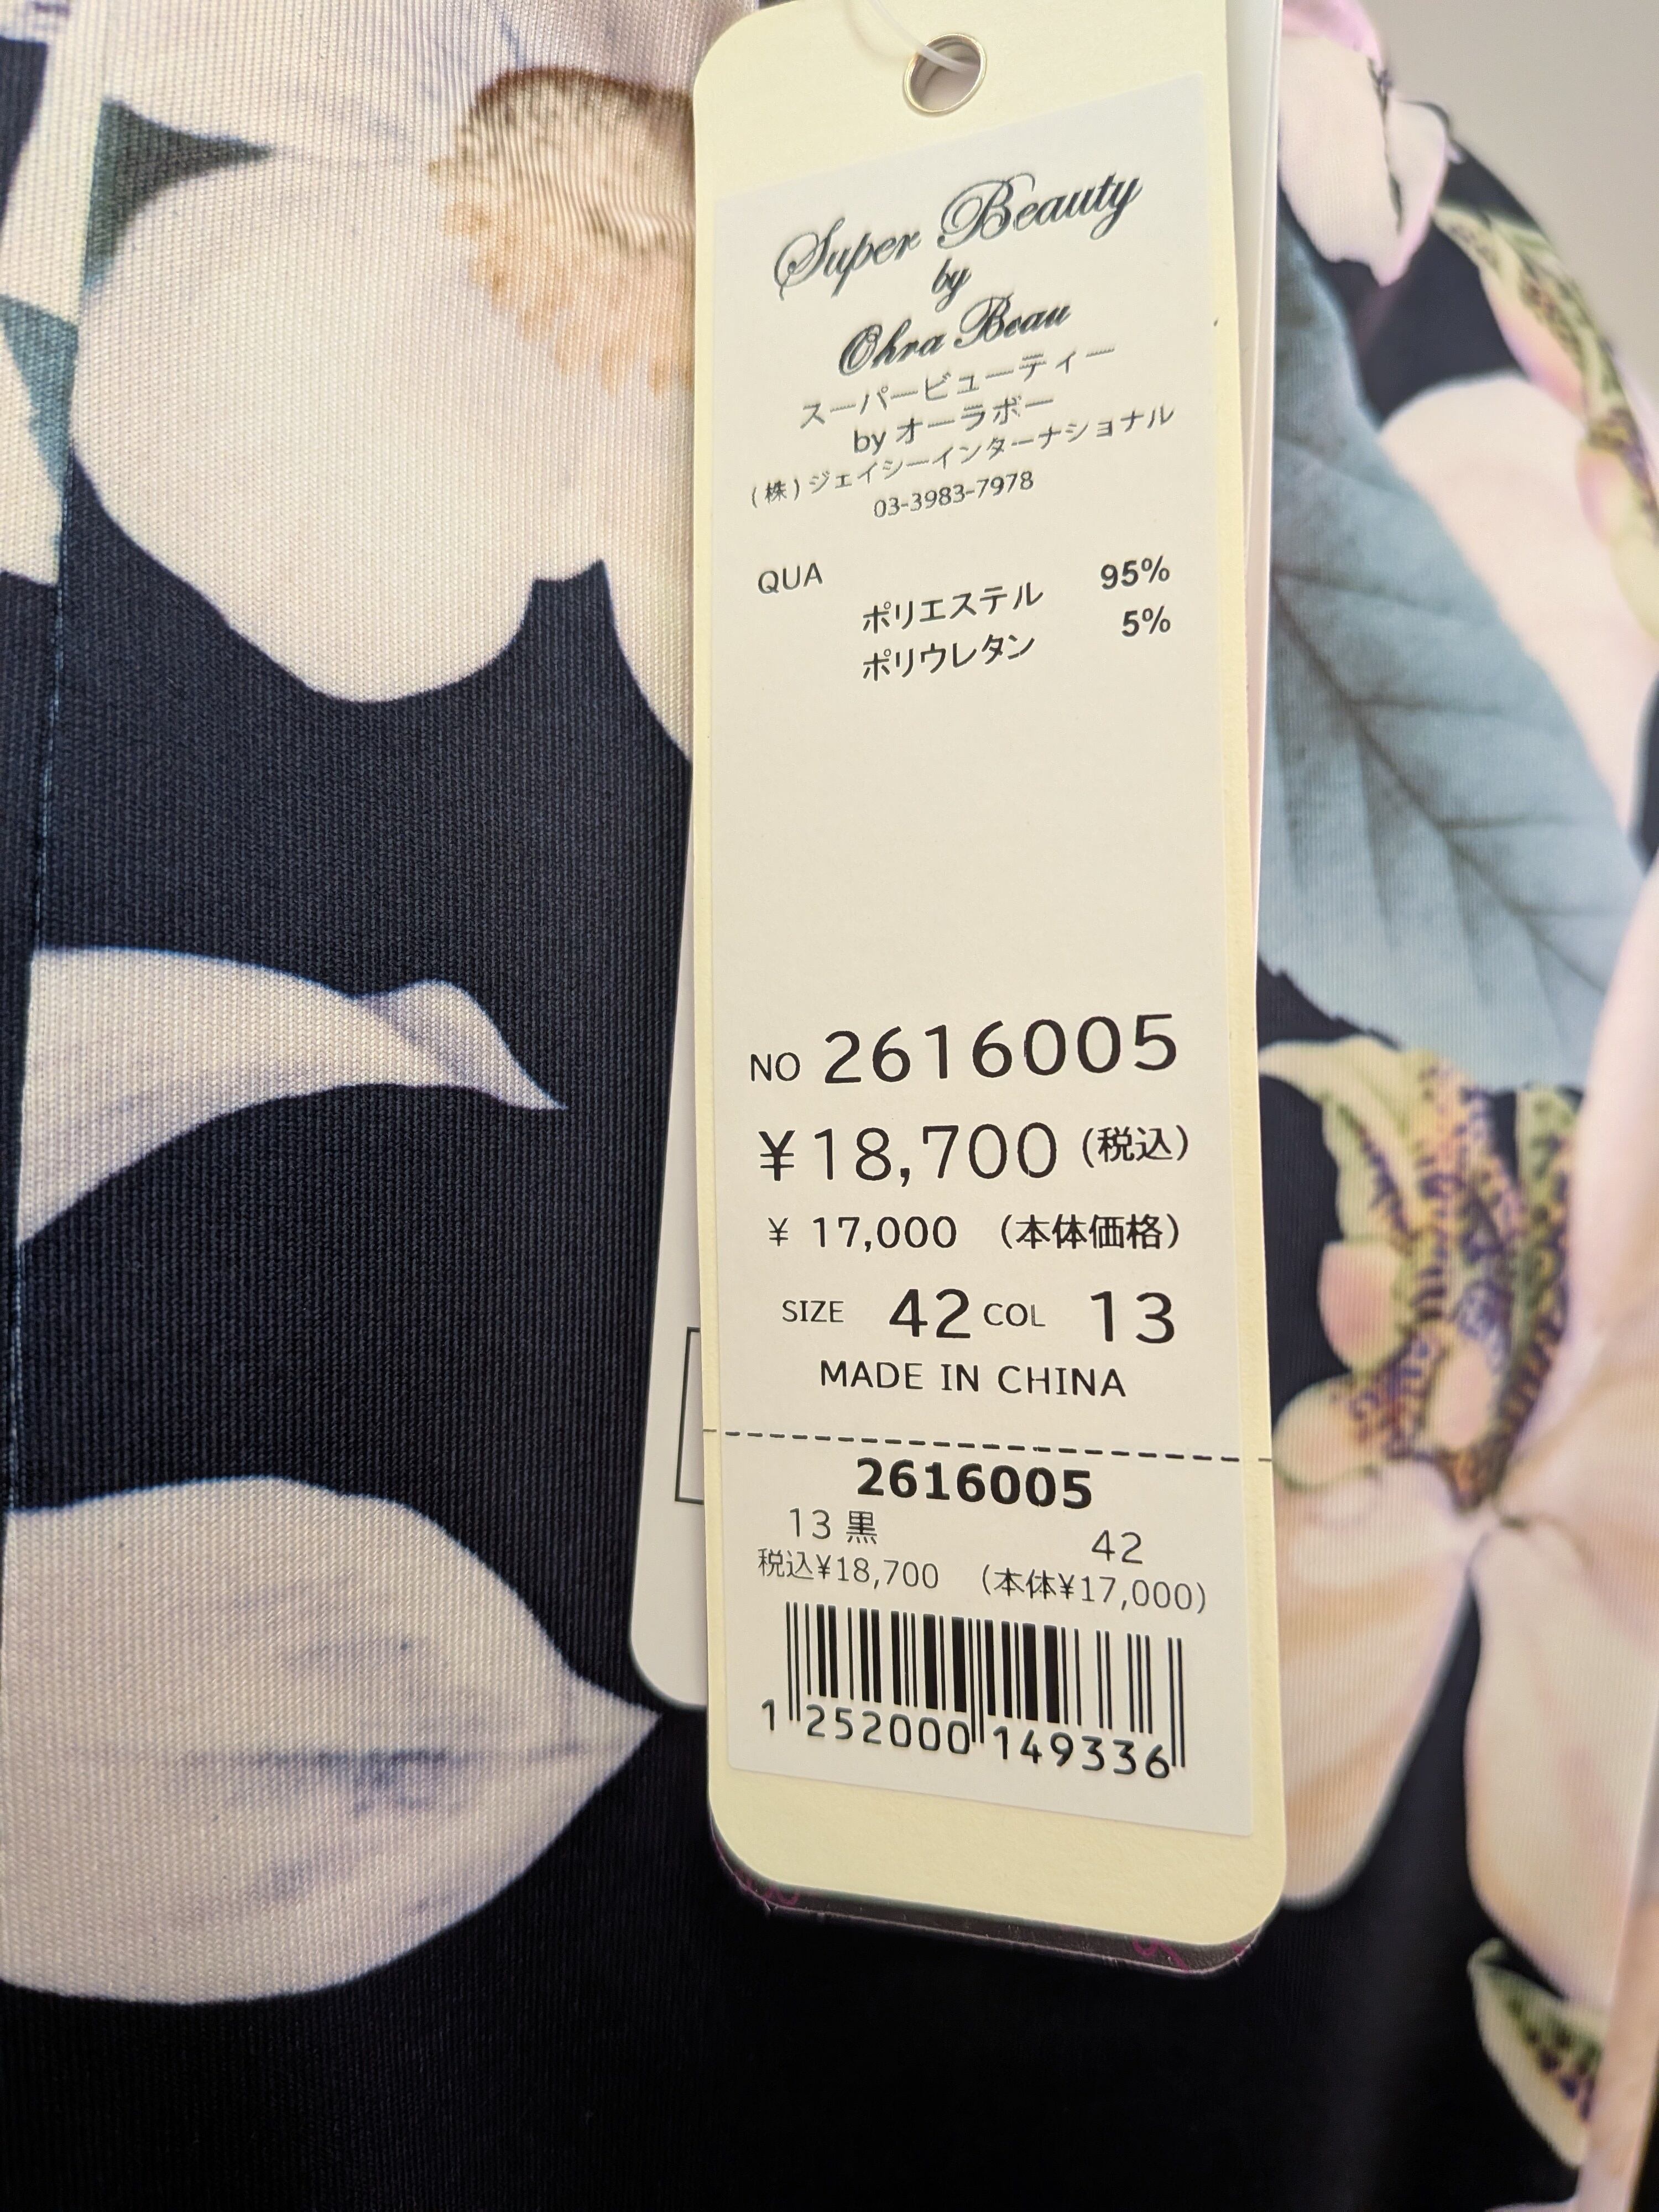 Super Beauty
by
Ohra Beau
スーパービューティー
by オーラボー
(株)ジェイシーインターナショナル
03-3983-7978
QUA
ポリエステル 95%
ポリウレタン 5%
NO 2616005
¥18,700 (税込)
¥ 17,000 (本体価格)
SIZE 42 COL 13
MADE IN CHINA
2616005
13 黒 42
税込¥18,700 (本体¥17,000)
1 252000 149336